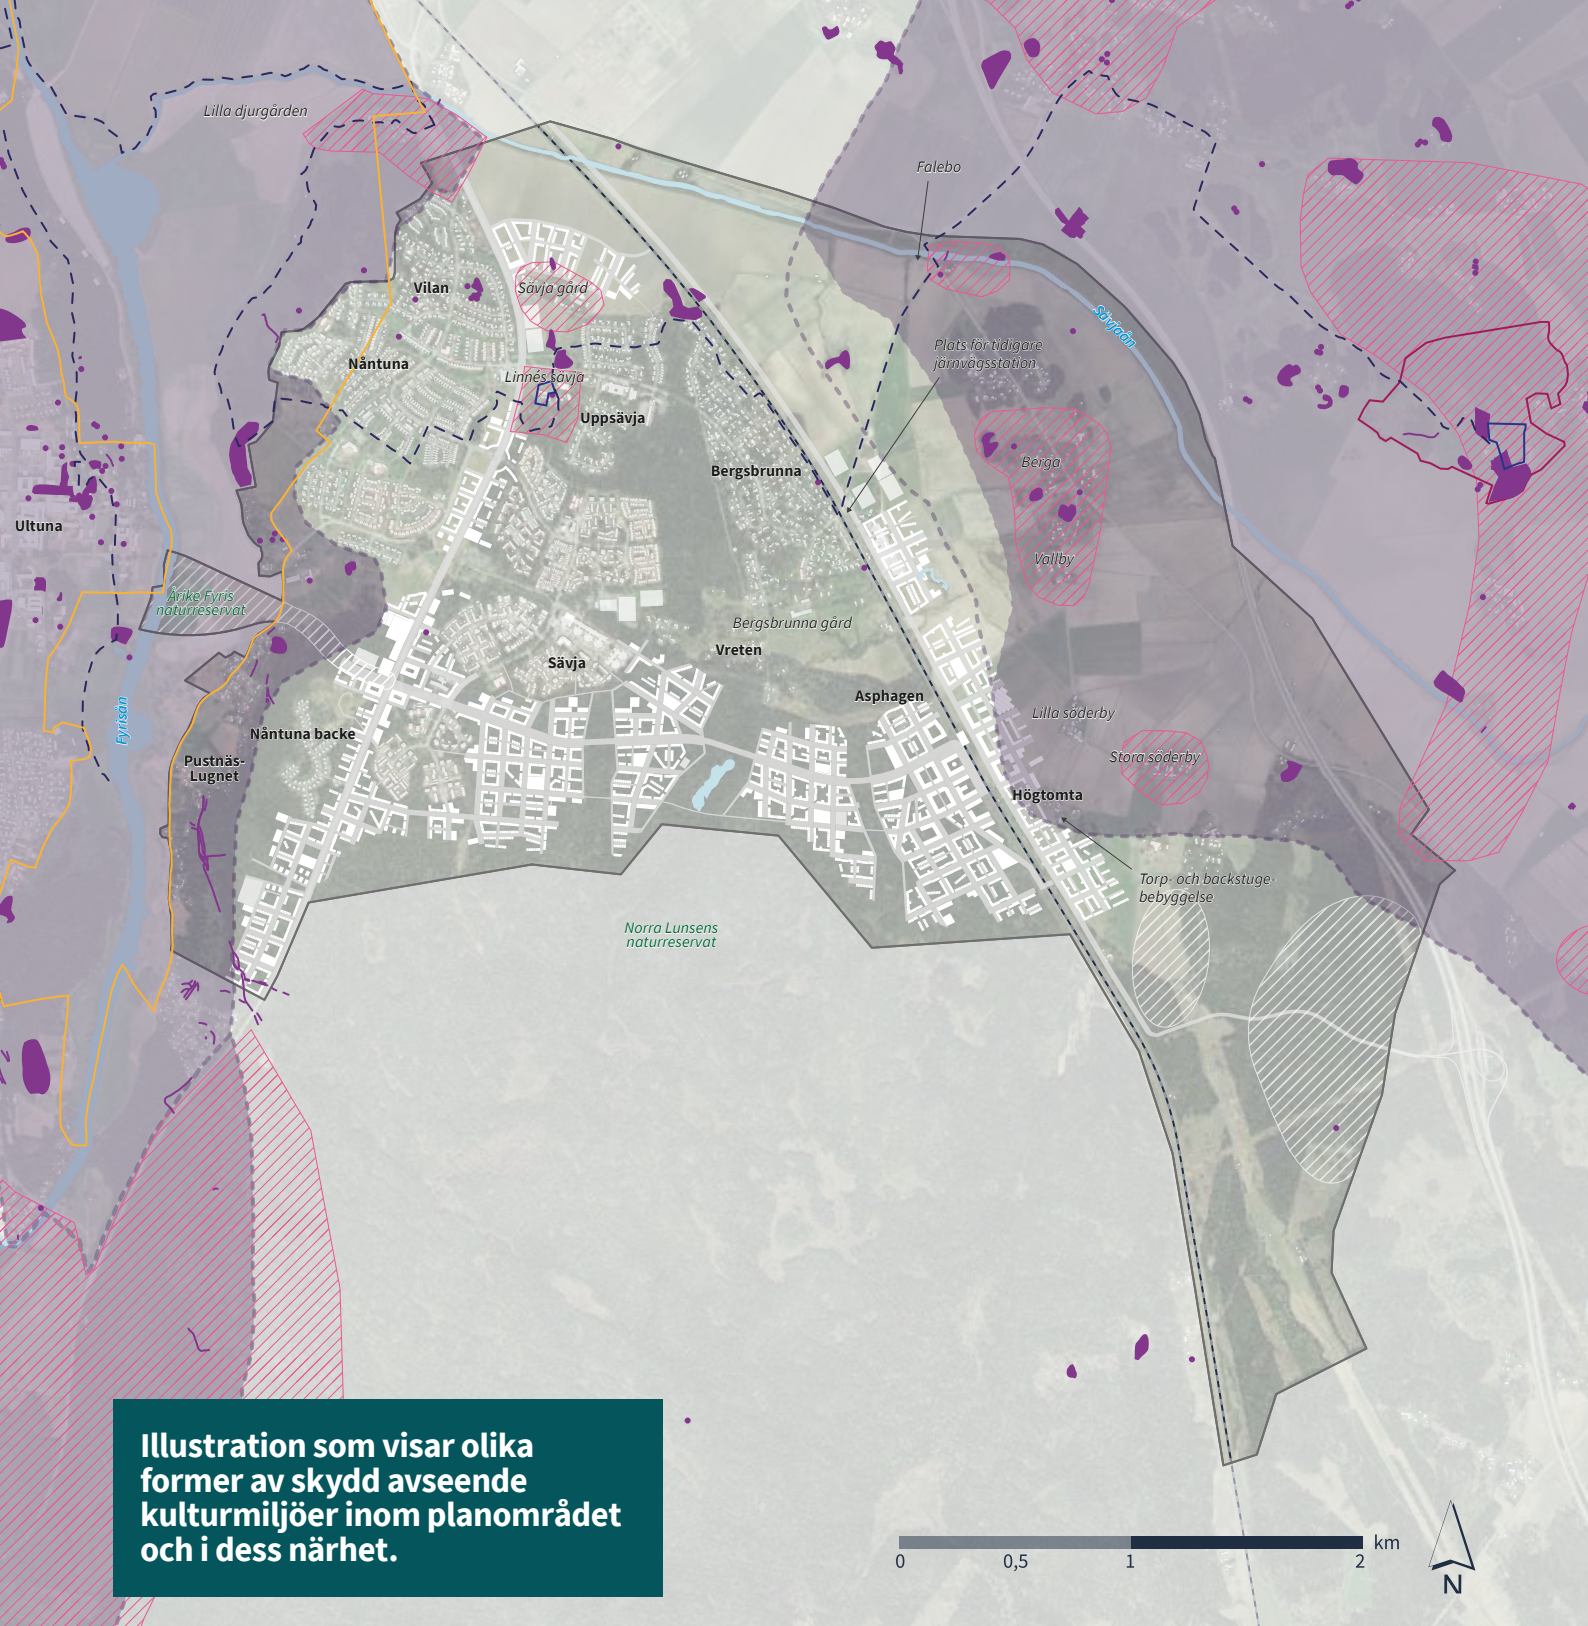 Lilla djurgården
Falebo
Vilan
Sävja gård
Sävjaån
Plats för tidigare
järnvägsstation
Nåntuna
Linnés sävja
Uppsävja
Bergsbrunna
Berga
Ultuna
Vallby
Årike Fyris
naturreservat
Bergsbrunna gård
Vreten
Sävja
Asphagen
Fyrisån
Lilla söderby
Nåntuna backe
Stora söderby
Pustnäs-
Lugnet
Högtomta
Torp- och backstuge-
bebyggelse
Norra Lunsens
naturreservat
Illustration som visar olika
former av skydd avseende
kulturmiljöer inom planområdet
och i dess närhet.
km
0 0,5 1 2
N